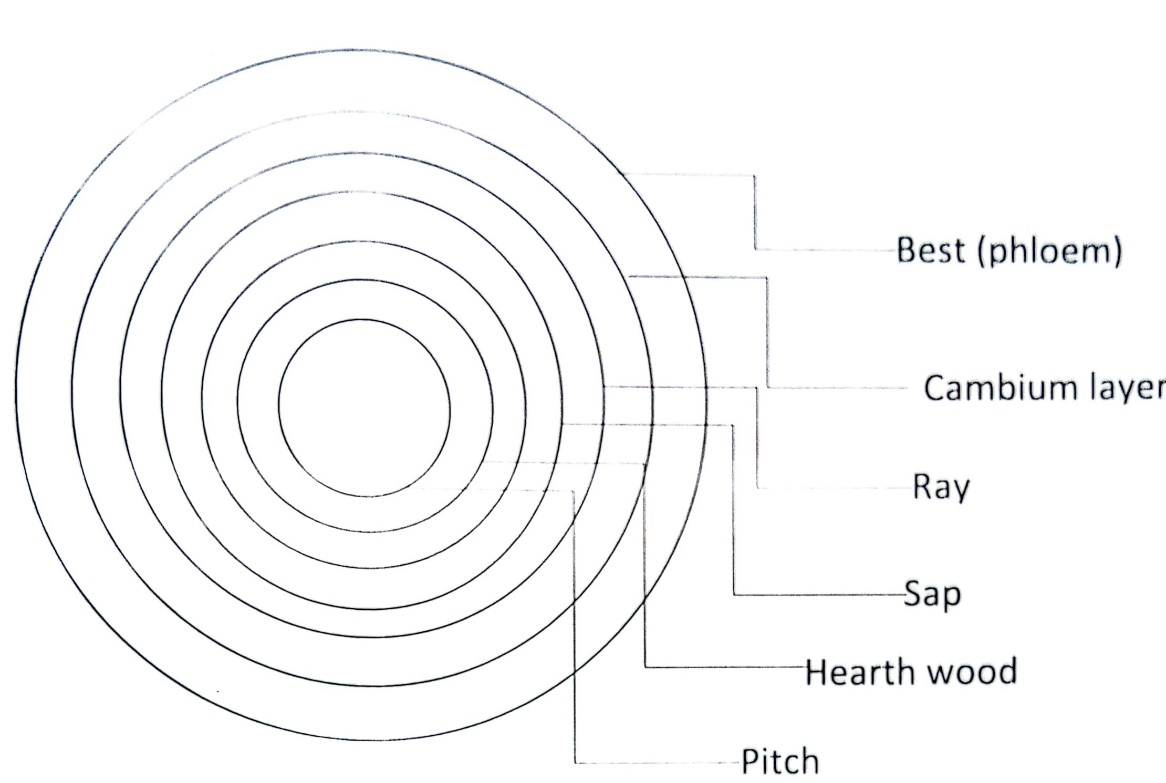 Best (phloem)
Cambium layer
Ray
Sap
Hearth wood
Pitch